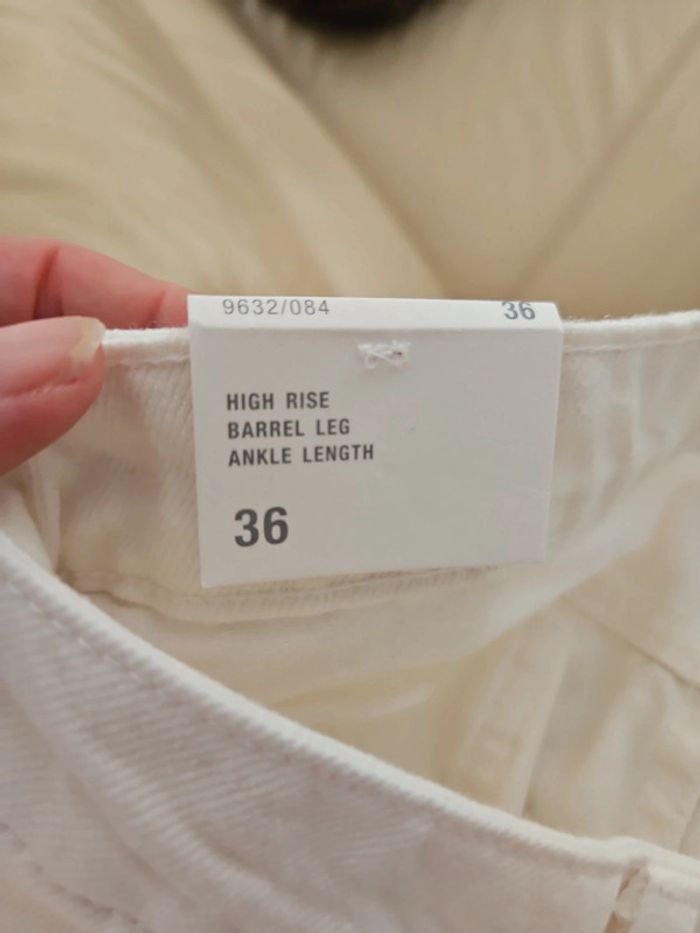 9632/084 36
HIGH RISE
BARREL LEG
ANKLE LENGTH
36